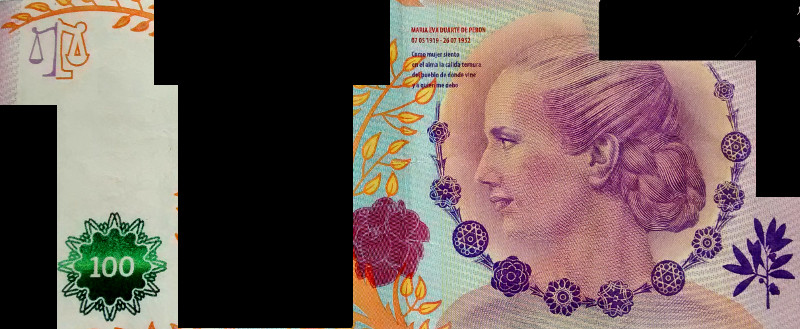 MARIA EVA DUARTE DE PERON
07 05 1919 - 26 07 1952
Como mujer siento
en el alma la cálida ternura
del pueblo de donde vine
y a quien me debo
100